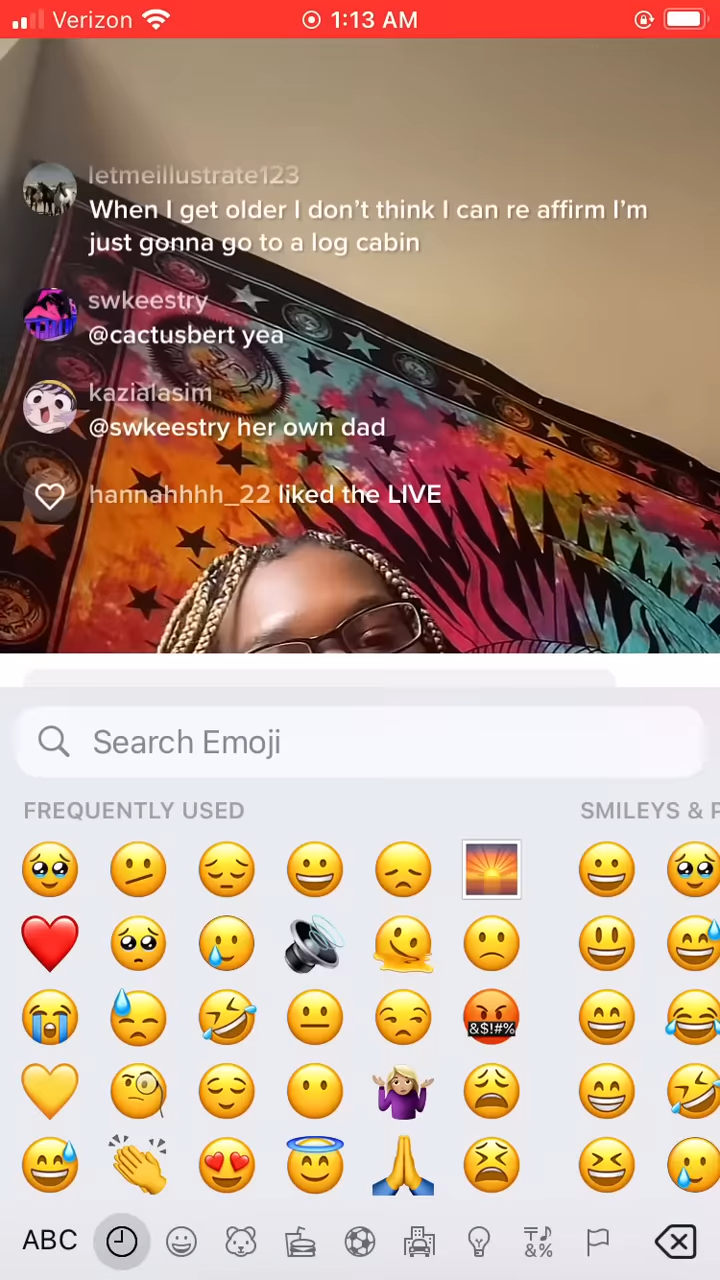 Verizon 1:13 AM
letmeillustrate123
When I get older I don't think I can re affirm I'm
just gonna go to a log cabin
swkeestry
@cactusbert yea
kazialasim
@swkeestry her own dad
hannahhhh_22 liked the LIVE
Search Emoji
FREQUENTLY USED SMILEYS & P
&$!#%
ABC